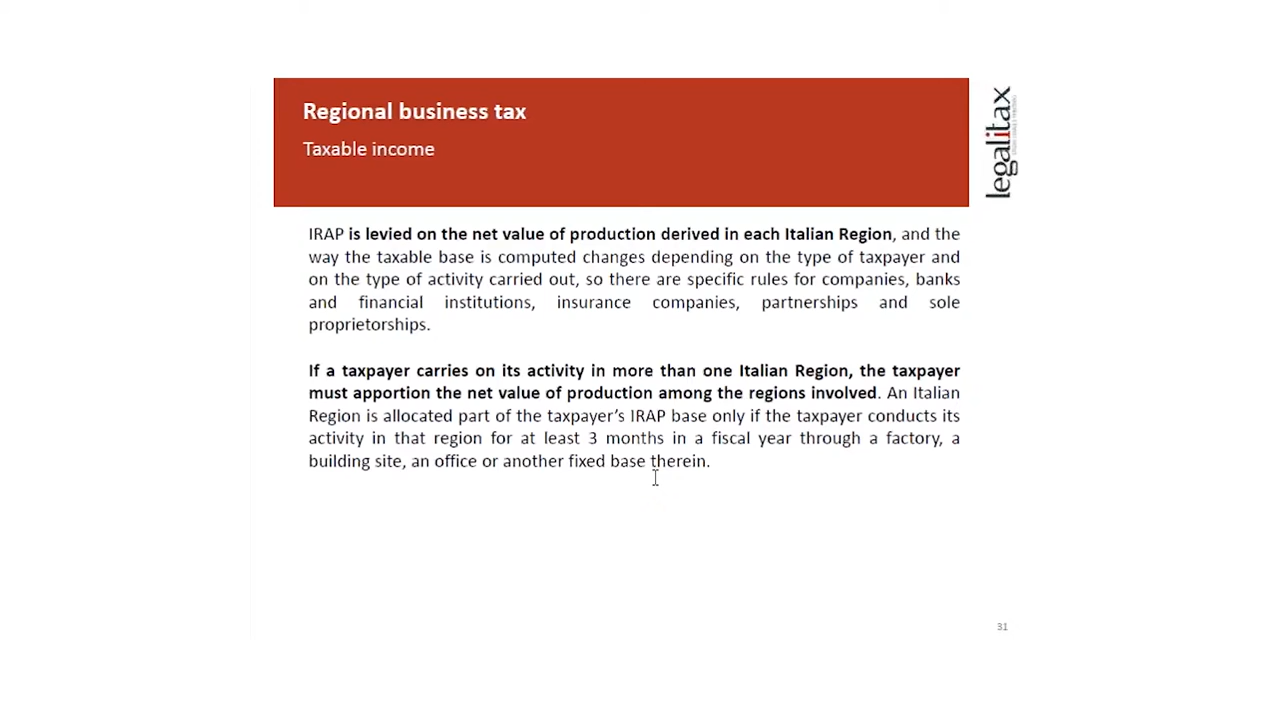 Regional business tax
Taxable income
legalitax
IRAP is levied on the net value of production derived in each Italian Region, and the
way the taxable base is computed changes depending on the type of taxpayer and
on the type of activity carried out, so there are specific rules for companies, banks
and financial institutions, insurance companies, partnerships and sole
proprietorships.
If a taxpayer carries on its activity in more than one Italian Region, the taxpayer
must apportion the net value of production among the regions involved. An Italian
Region is allocated part of the taxpayer’s IRAP base only if the taxpayer conducts its
activity in that region for at least 3 months in a fiscal year through a factory, a
building site, an office or another fixed base therein.
31